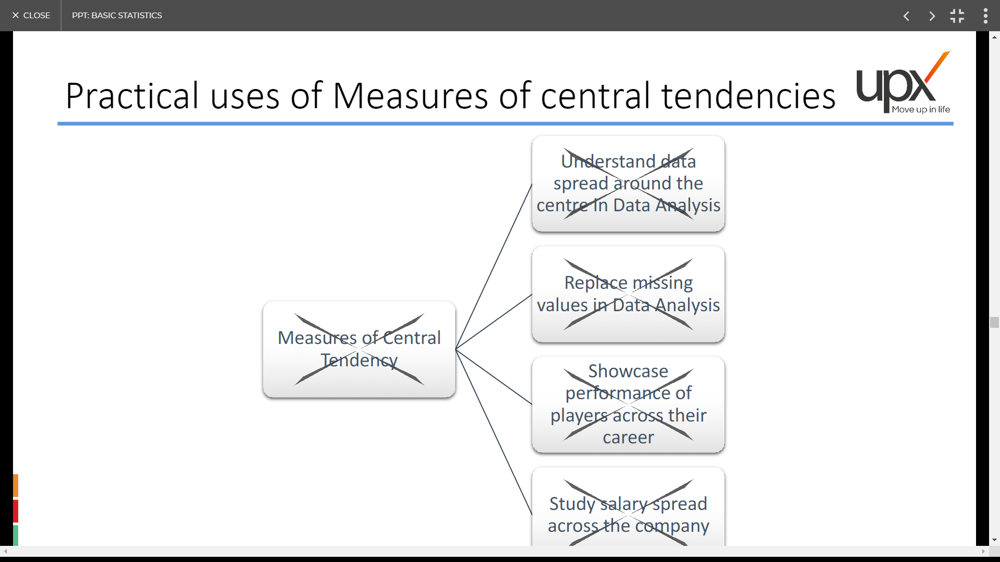 CLOSE
PPT: BASIC STATISTICS
Practical uses of Measures of central tendencies
upx
Move up in life
Understand data
spread around the
centre in Data Analysis
Replace missing
values in Data Analysis
Measures of Central
Tendency
Showcase
performance of
players across their
career
Study salary spread
across the company